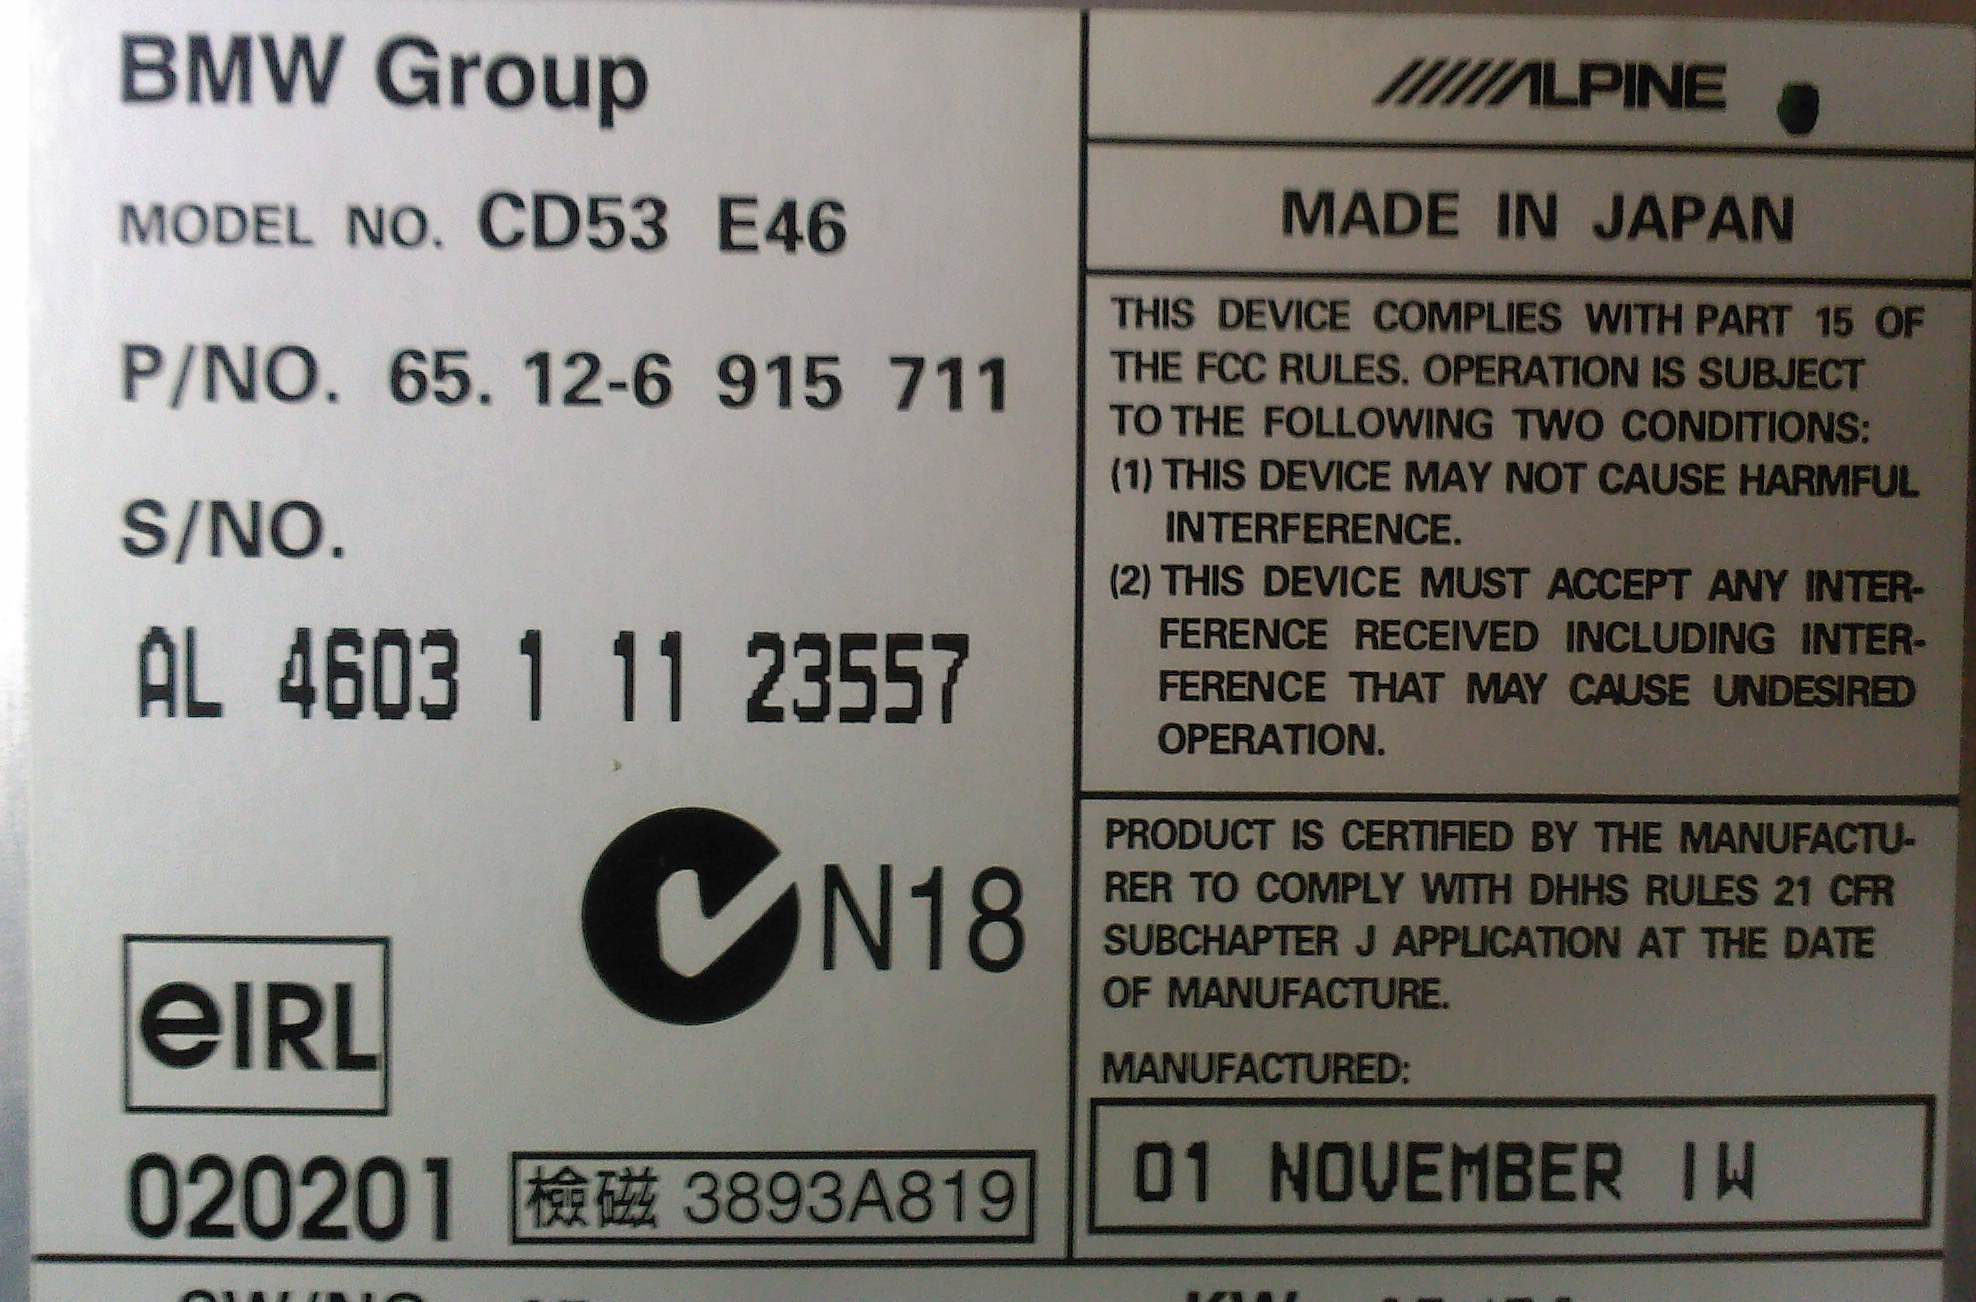 BMW Group
MODEL NO. CD53 E46
P/NO. 65. 12-6 915 711
S/NO.
AL 4603 1 11 23557
N18
eIRL
020201
檢磁 3893A819
ALPINE
MADE IN JAPAN
THIS DEVICE COMPLIES WITH PART 15 OF
THE FCC RULES. OPERATION IS SUBJECT
TO THE FOLLOWING TWO CONDITIONS:
(1) THIS DEVICE MAY NOT CAUSE HARMFUL
INTERFERENCE.
(2) THIS DEVICE MUST ACCEPT ANY INTER-
FERENCE RECEIVED INCLUDING INTER-
FERENCE THAT MAY CAUSE UNDESIRED
OPERATION.
PRODUCT IS CERTIFIED BY THE MANUFACTU-
RER TO COMPLY WITH DHHS RULES 21 CFR
SUBCHAPTER J APPLICATION AT THE DATE
OF MANUFACTURE.
MANUFACTURED:
01 NOVEMBER IW